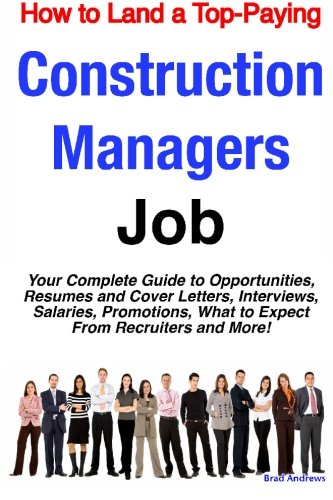 How to Land a Top-Paying
Construction
Managers
Job
Your Complete Guide to Opportunities,
Resumes and Cover Letters, Interviews,
Salaries, Promotions, What to Expect
From Recruiters and More!
Brad Andrews